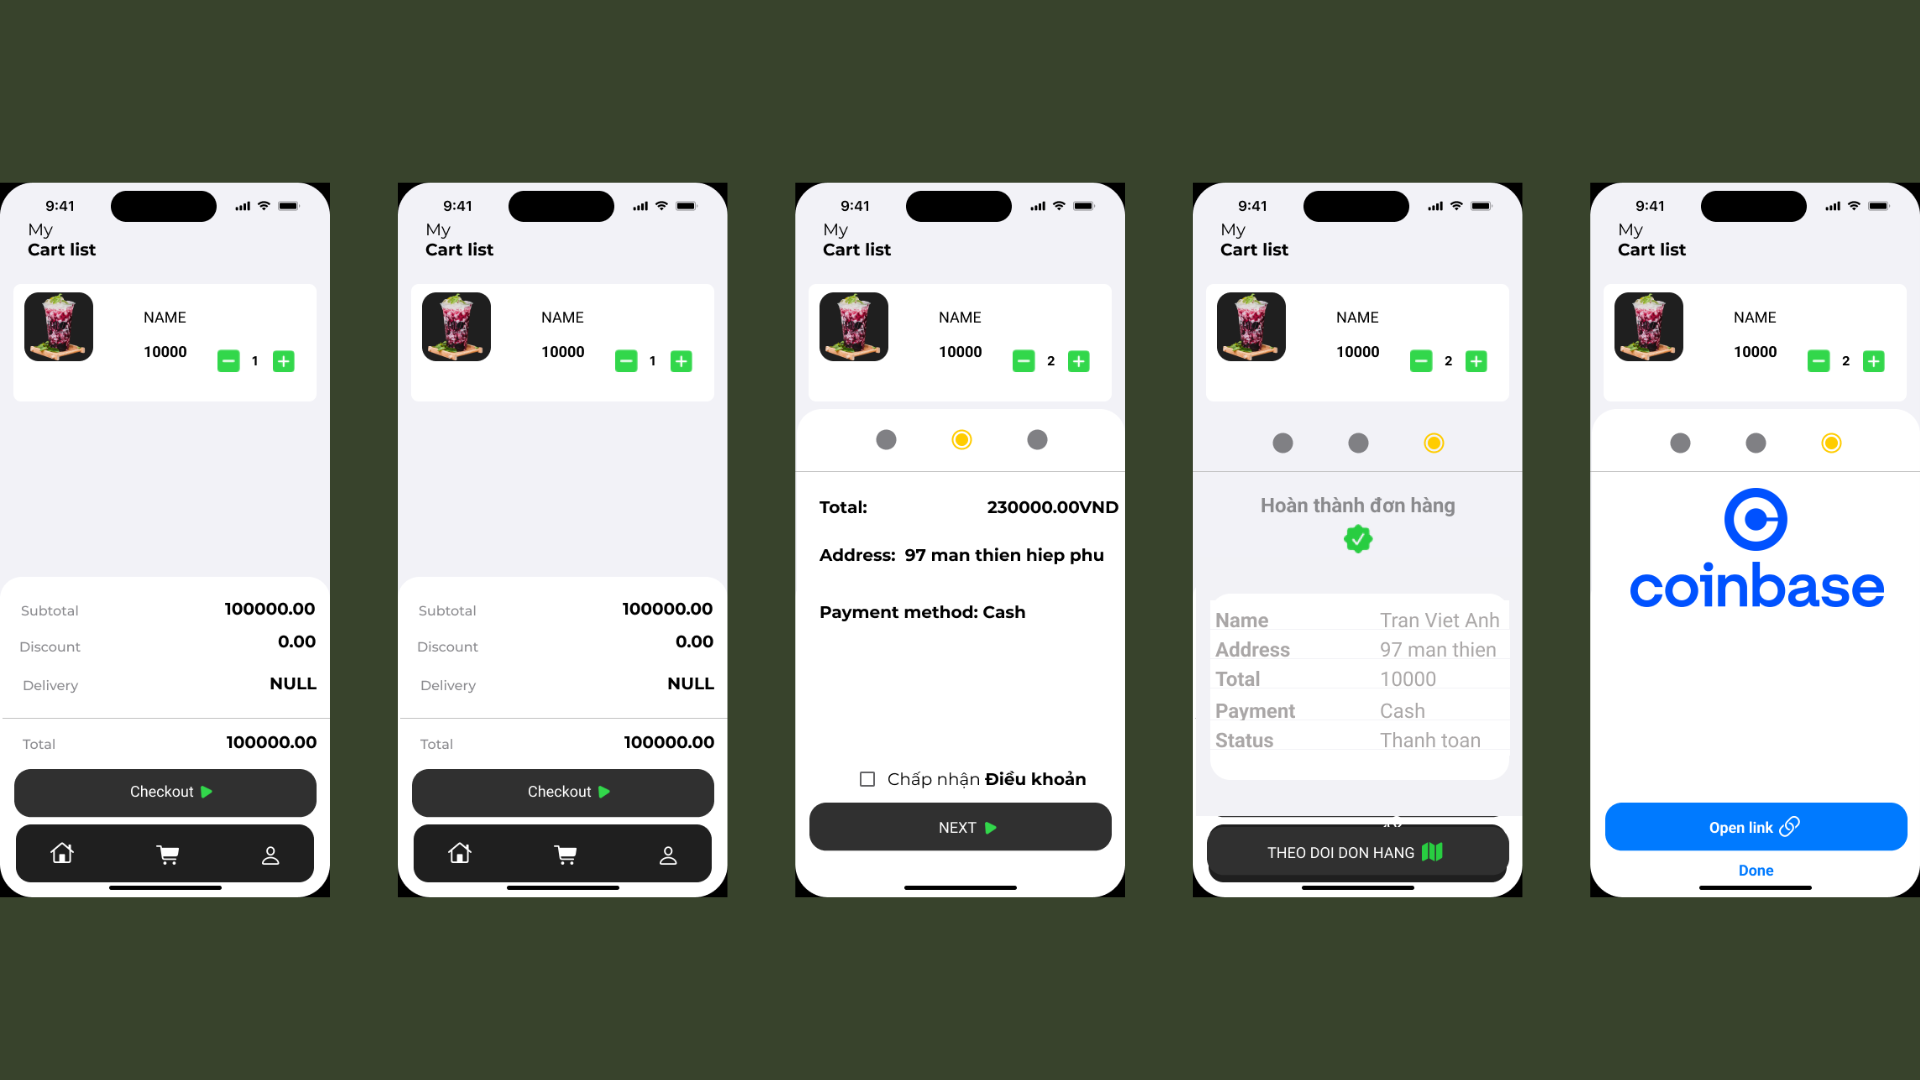 9:41
My
Cart list
NAME
10000
1
Subtotal 100000.00
Discount 0.00
Delivery NULL
Total 100000.00
Checkout
9:41
My
Cart list
NAME
10000
1
Subtotal 100000.00
Discount 0.00
Delivery NULL
Total 100000.00
Checkout
9:41
My
Cart list
NAME
10000
2
Total: 230000.00VND
Address: 97 man thien hiep phu
Payment method: Cash
Chấp nhận Điều khoản
NEXT
9:41
My
Cart list
NAME
10000
2
Hoàn thành đơn hàng
Name Tran Viet Anh
Address 97 man thien
Total 10000
Payment Cash
Status Thanh toan
THEO DOI DON HANG
9:41
My
Cart list
NAME
10000
2
coinbase
Open link
Done